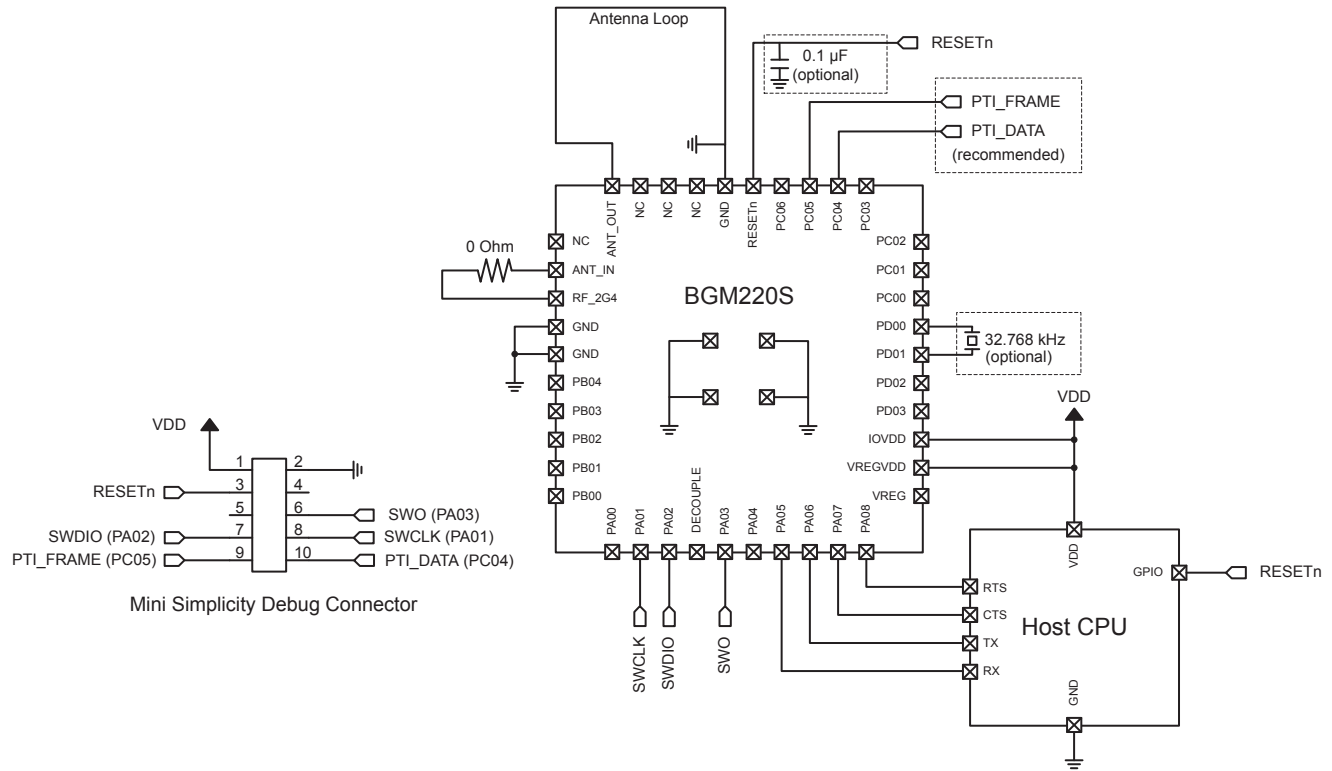 Antenna Loop
RESETn
0.1 µF
(optional)
PTI_FRAME
PTI_DATA
(recommended)
ANT_OUT
NC
NC
NC
GND
RESETn
PC06
PC05
PC04
PC03
0 Ohm
NC
ANT_IN
RF_2G4
GND
GND
PB04
PB03
PB02
PB01
PB00
BGM220S
PC02
PC01
PC00
PD00
PD01
PD02
PD03
IOVDD
VREGVDD
VREG
32.768 kHz
(optional)
VDD
PA00
PA01
PA02
DECOUPLE
PA03
PA04
PA05
PA06
PA07
PA08
SWCLK
SWDIO
SWO
VDD
1
2
RESETn
3
4
5
6
SWO (PA03)
SWDIO (PA02)
7
8
SWCLK (PA01)
PTI_FRAME (PC05)
9
10
PTI_DATA (PC04)
Mini Simplicity Debug Connector
VDD
GPIO
RESETn
RTS
CTS
TX
RX
Host CPU
GND